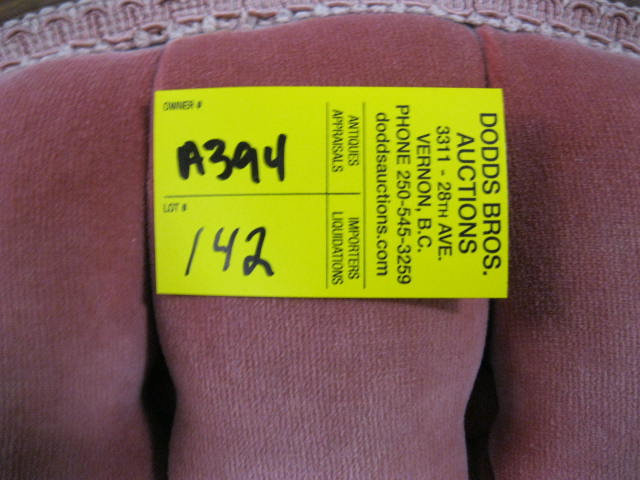 OWNER #
A394
LOT #
142
ANTIQUES
APPRAISALS
IMPORTERS
LIQUIDATIONS
DODDS BROS.
AUCTIONS
3311 - 28TH AVE.
VERNON, B.C.
PHONE 250-545-3259
doddsauctions.com